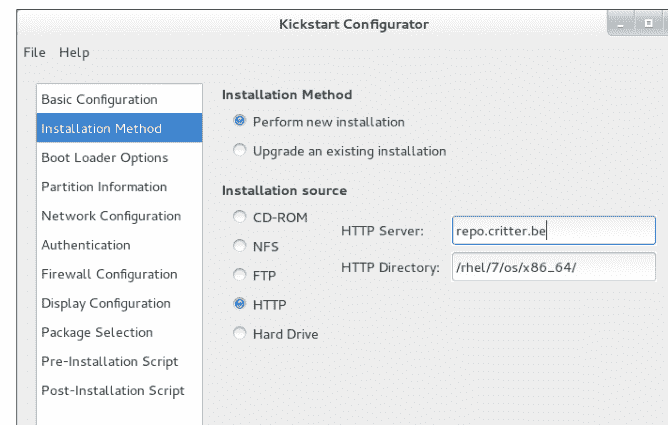 Kickstart Configurator
File Help
Basic Configuration
Installation Method
Boot Loader Options
Partition Information
Network Configuration
Authentication
Firewall Configuration
Display Configuration
Package Selection
Pre-Installation Script
Post-Installation Script
Installation Method
Perform new installation
Upgrade an existing installation
Installation source
CD-ROM
NFS
FTP
HTTP
Hard Drive
HTTP Server: repo.critter.be
HTTP Directory: /rhel/7/os/x86_64/